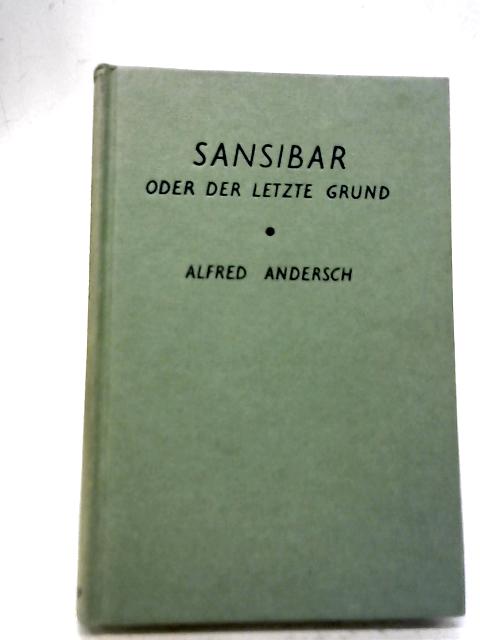 SANSIBAR
ODER DER LETZTE GRUND
•
ALFRED ANDERSCH